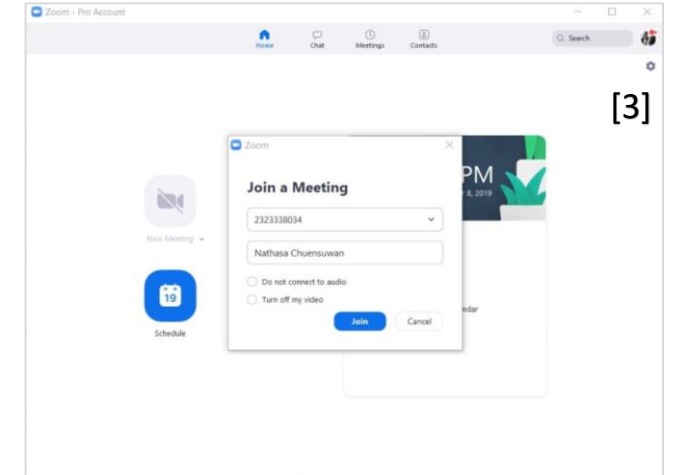 Zoom - Pro Account
Home Chat Meetings Contacts
Search
[3]
Zoom
PM
8, 2019
Join a Meeting
2323338034
New Meeting
Nathasa Chuensuwan
Do not connect to audio
19
Turn off my video
Join Cancel
Schedule
ndar